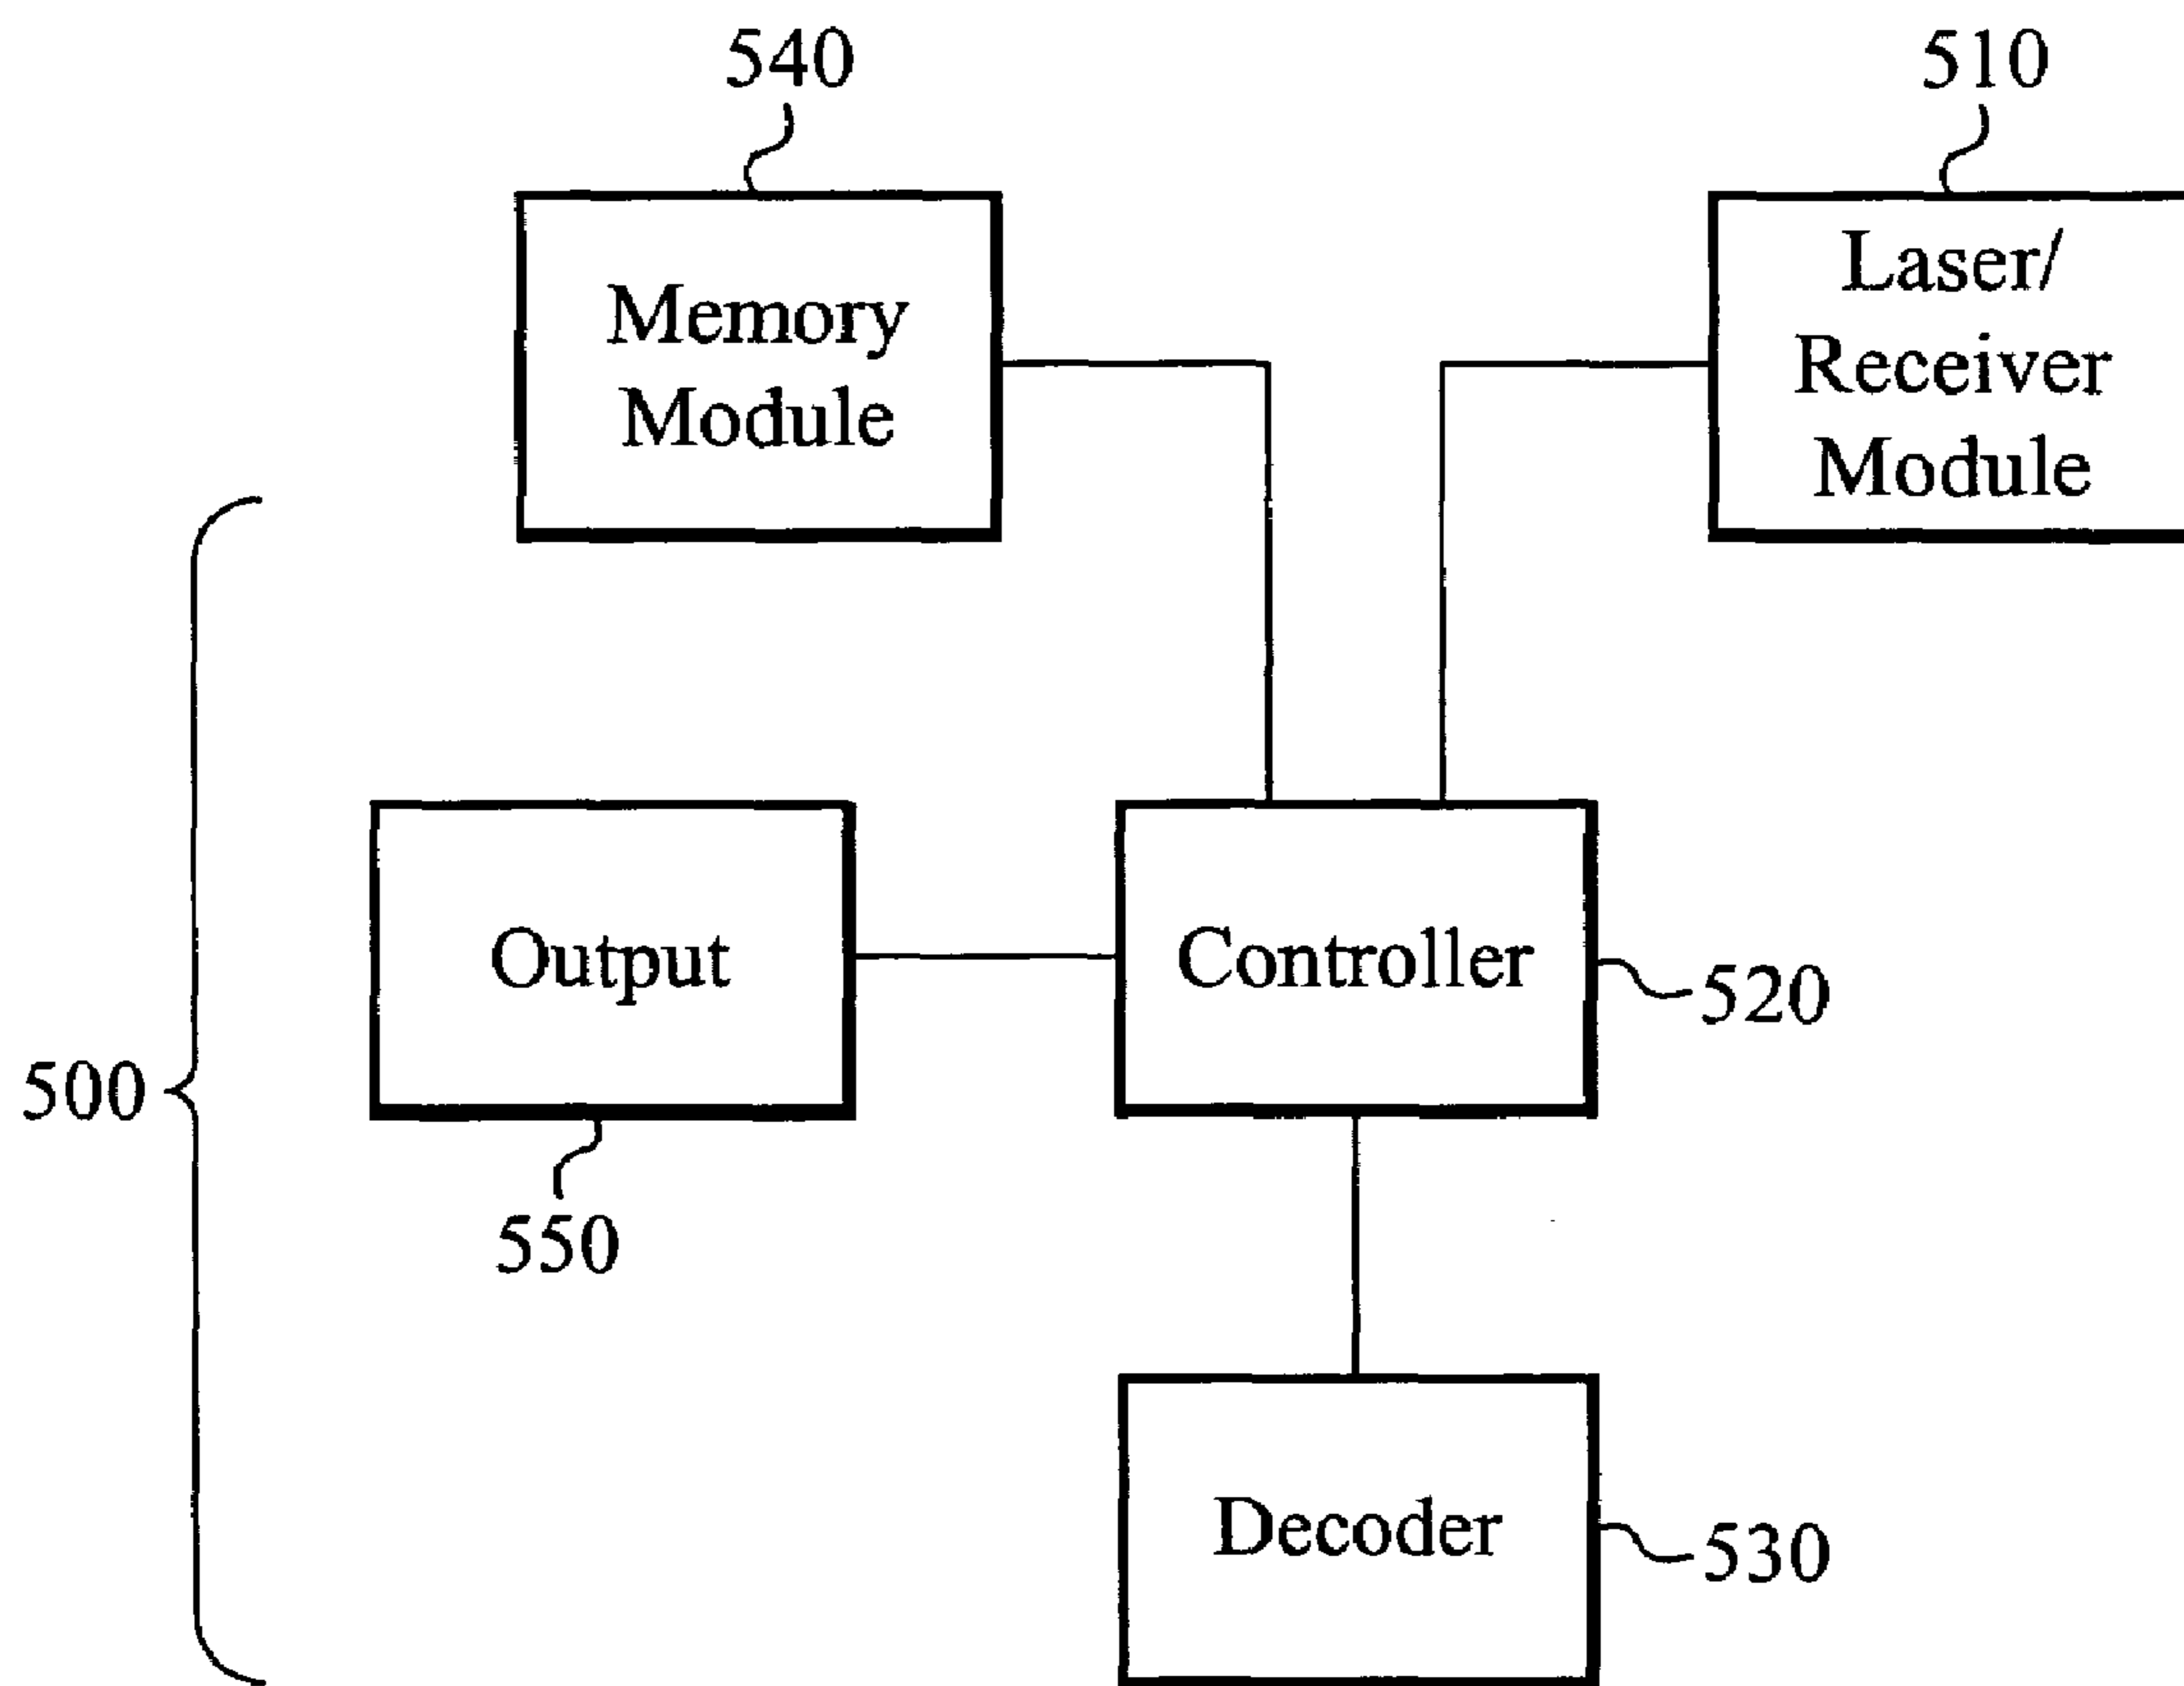 540
510
Memory
Module
Laser/
Receiver
Module
Output
Controller
520
500
550
Decoder
530